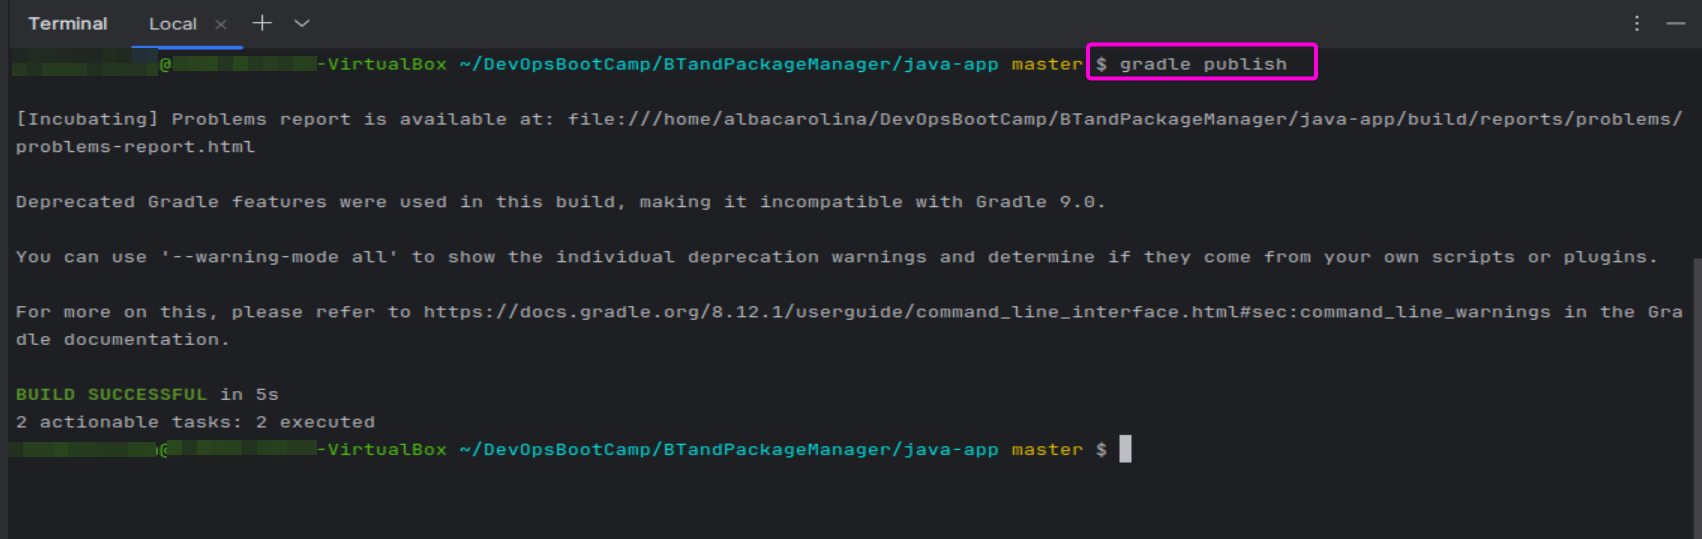 Terminal Local
@ -VirtualBox ~/DevOpsBootCamp/BTandPackageManager/java-app master $ gradle publish
[Incubating] Problems report is available at: file:///home/albacarolina/DevOpsBootCamp/BTandPackageManager/java-app/build/reports/problems/
problems-report.html
Deprecated Gradle features were used in this build, making it incompatible with Gradle 9.0.
You can use '--warning-mode all' to show the individual deprecation warnings and determine if they come from your own scripts or plugins.
For more on this, please refer to https://docs.gradle.org/8.12.1/userguide/command_line_interface.html#sec:command_line_warnings in the Gra
dle documentation.
BUILD SUCCESSFUL in 5s
2 actionable tasks: 2 executed
@ -VirtualBox ~/DevOpsBootCamp/BTandPackageManager/java-app master $